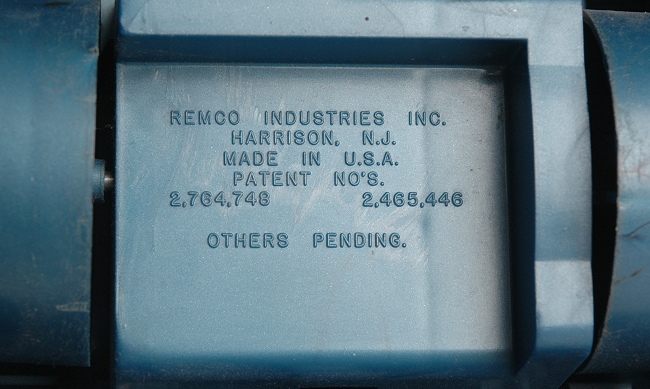 REMCO INDUSTRIES INC.
HARRISON, N.J.
MADE IN U.S.A.
PATENT NO'S.
2,764,748 2,465,446
OTHERS PENDING.